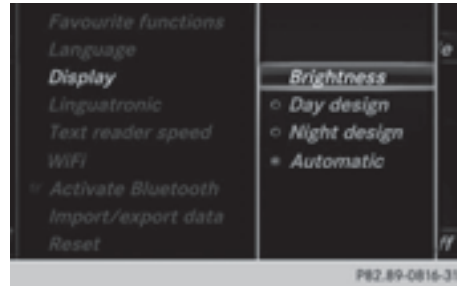 Favourite functions
Language
Display
Linguatronic
Text reader speed
WiFi
Activate Bluetooth
Import/export data
Reset
Brightness
Day design
Night design
Automatic
e
ff
P82.89-0816-31